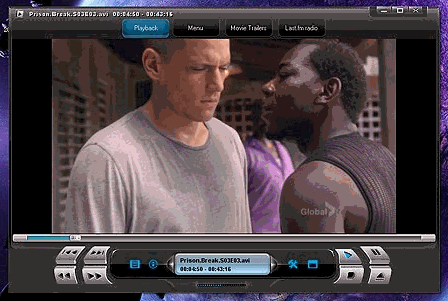 Prison.Break.S03E03.avi 00:04:50 - 00:43:16
Playback Menu Movie Trailers Last.fm radio
Global
Prison.Break.S03E03.avi
00:04:50 - 00:43:16